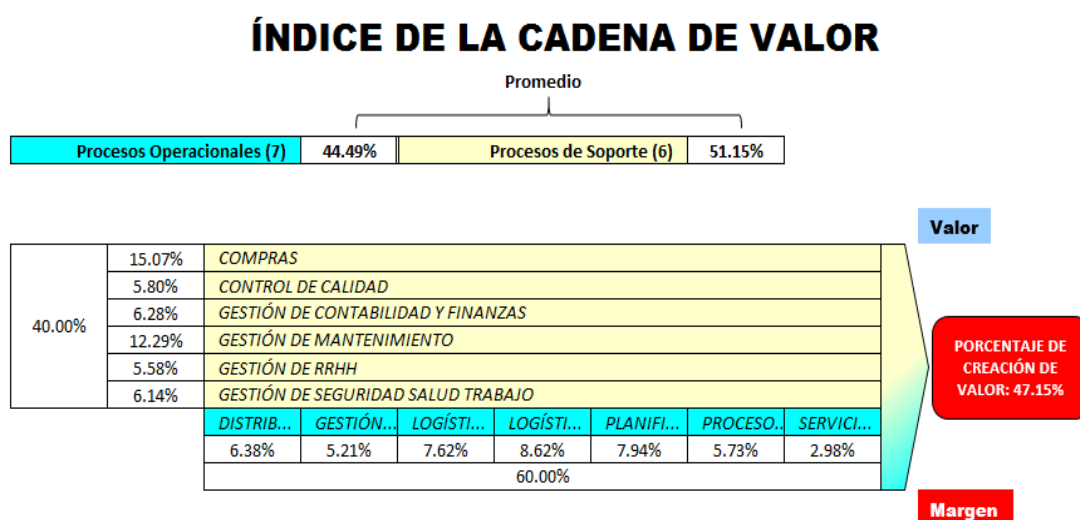 ÍNDICE DE LA CADENA DE VALOR
Promedio
Procesos Operacionales (7) 44.49% Procesos de Soporte (6) 51.15%
Valor
40.00%
15.07% COMPRAS
5.80% CONTROL DE CALIDAD
6.28% GESTIÓN DE CONTABILIDAD Y FINANZAS
12.29% GESTIÓN DE MANTENIMIENTO
5.58% GESTIÓN DE RRHH
6.14% GESTIÓN DE SEGURIDAD SALUD TRABAJO
PORCENTAJE DE
CREACIÓN DE
VALOR: 47.15%
DISTRIB... GESTIÓN... LOGÍSTI... LOGÍSTI... PLANIFI... PROCESO.. SERVICI...
6.38% 5.21% 7.62% 8.62% 7.94% 5.73% 2.98%
60.00%
Margen